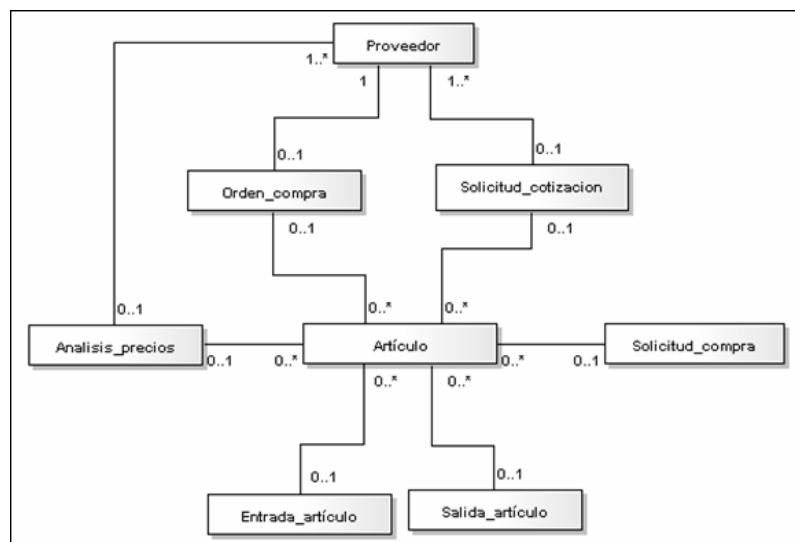 Proveedor
1..*
1
1..*
0..1
0..1
Orden_compra
Solicitud_cotizacion
0..1
0..1
0..1
0..*
0..*
Analisis_precios
Artículo
Solicitud_compra
0..1
0..*
0..*
0..1
0..*
0..*
0..1
0..1
Entrada_artículo
Salida_artículo